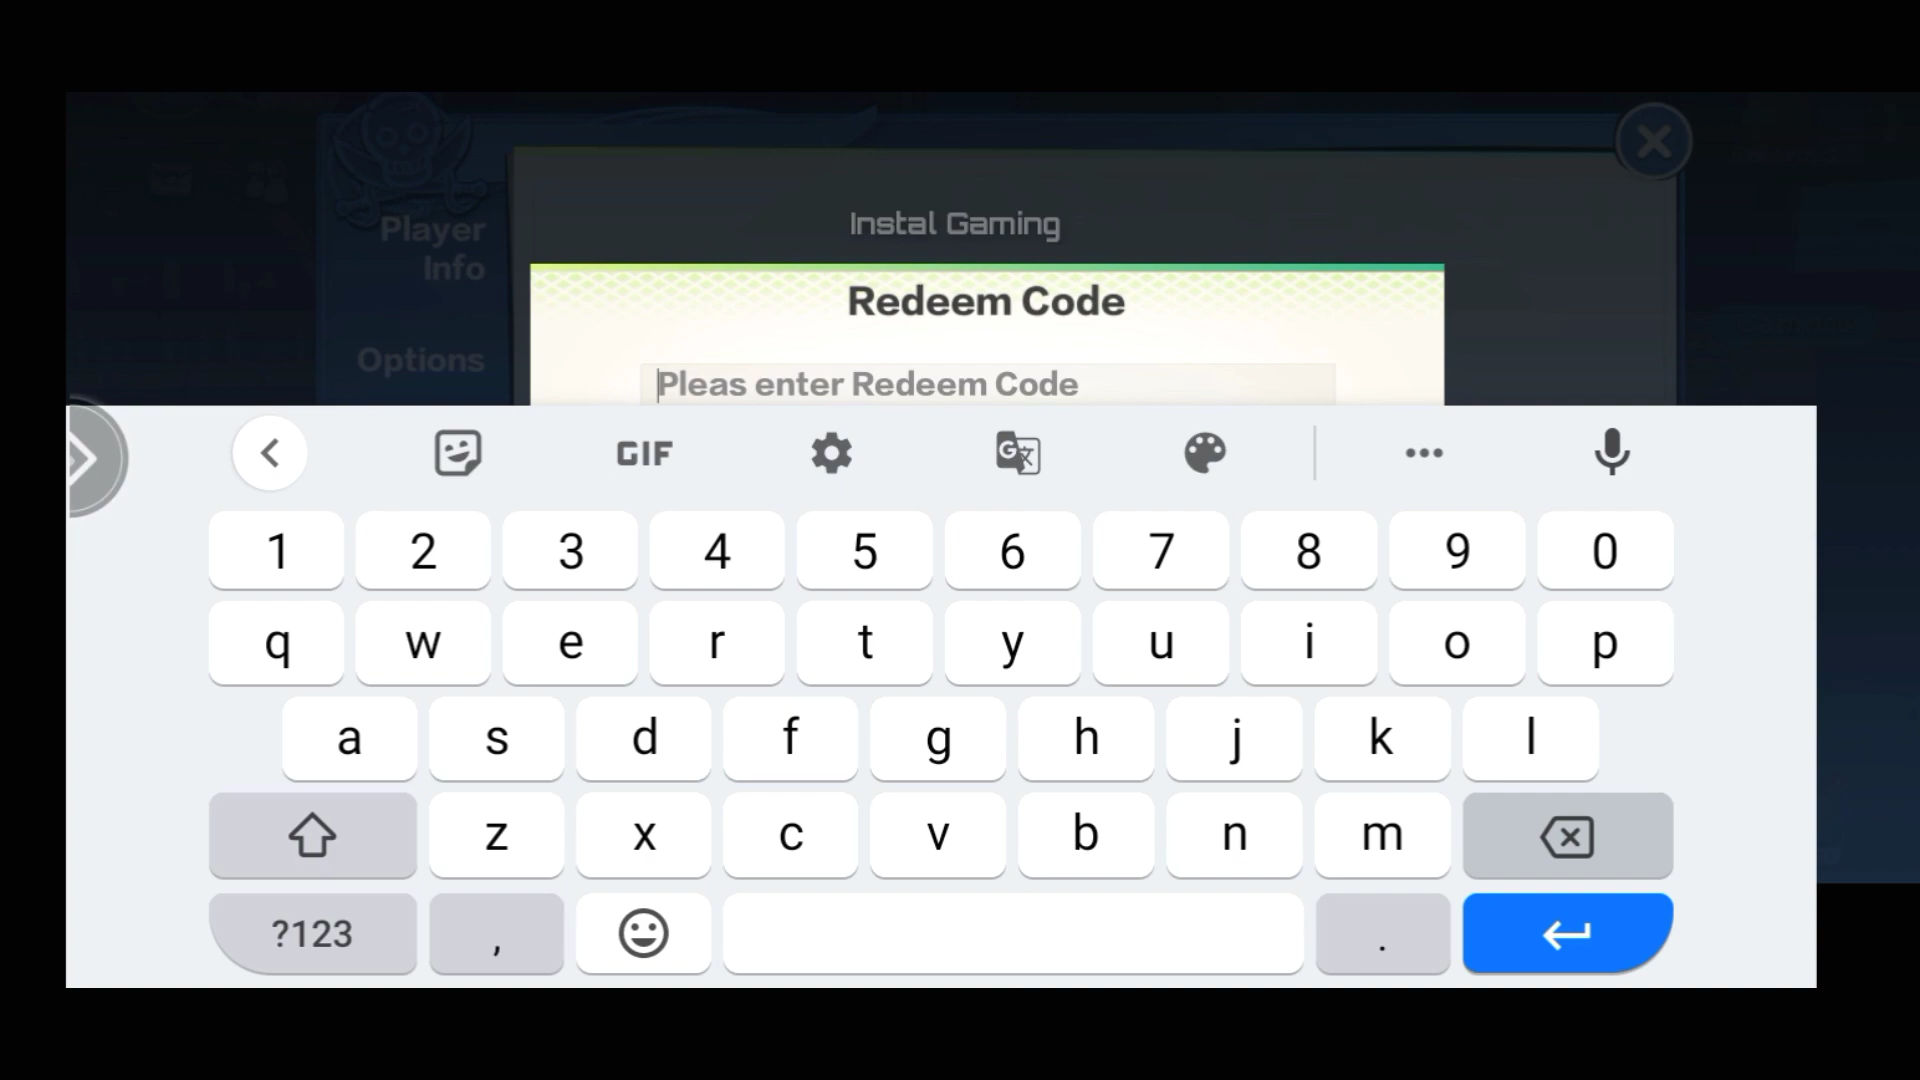 Instal Gaming
Player
Info
Redeem Code
Options
Pleas enter Redeem Code
GIF
1 2 3 4 5 6 7 8 9 0
q w e r t y u i o p
a s d f g h j k l
z x c v b n m
?123 , .